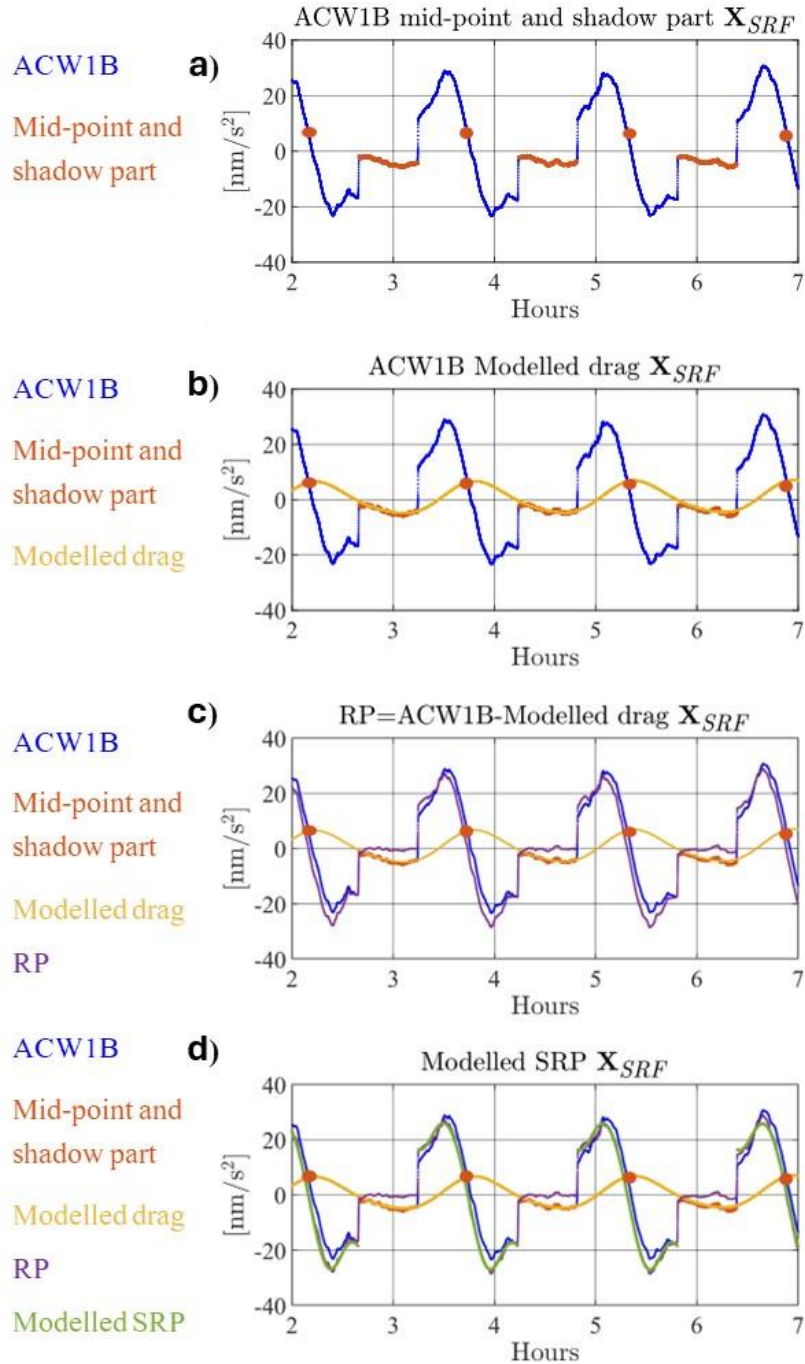 ACW1B
Mid-point and
shadow part
a)
ACW1B mid-point and shadow part X_SRF
[nm/s²]
40
20
0
-20
-40
2 3 4 5 6 7
Hours
ACW1B
Mid-point and
shadow part
Modelled drag
b)
ACW1B Modelled drag X_SRF
[nm/s²]
40
20
0
-20
-40
2 3 4 5 6 7
Hours
ACW1B
Mid-point and
shadow part
Modelled drag
RP
c)
RP=ACW1B-Modelled drag X_SRF
[nm/s²]
40
20
0
-20
-40
2 3 4 5 6 7
Hours
ACW1B
Mid-point and
shadow part
Modelled drag
RP
Modelled SRP
d)
Modelled SRP X_SRF
[nm/s²]
40
20
0
-20
-40
2 3 4 5 6 7
Hours